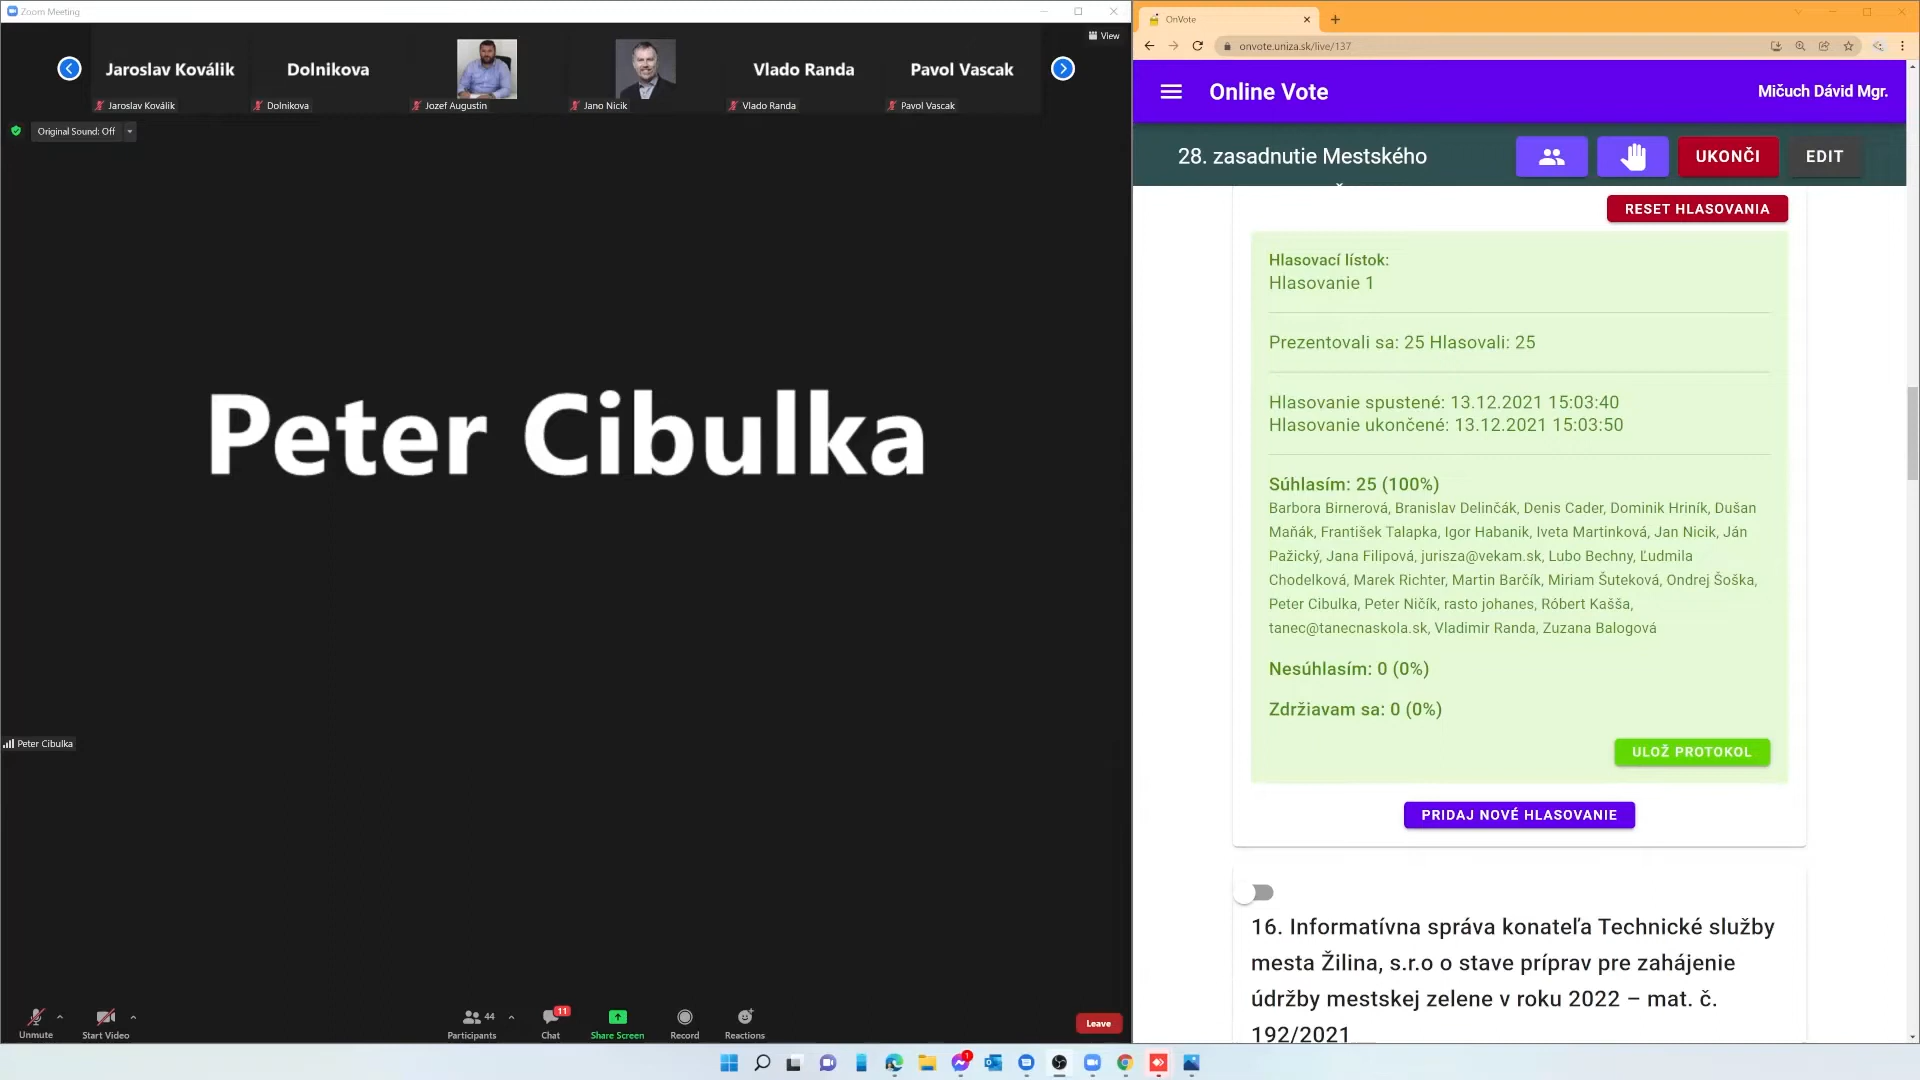 Zoom Meeting
View
Jaroslav Koválik
Dolnikova
Vlado Randa
Pavol Vascak
Jaroslav Koválik
Dolnikova
Jozef Augustin
Jano Nicik
Vlado Randa
Pavol Vascak
Original Sound: Off
Peter Cibulka
Peter Cibulka
Unmute
Start Video
44
Participants
11
Chat
Share Screen
Record
Reactions
Leave
OnVote
onvote.uniza.sk/live/137
Online Vote
Mičuch Dávid Mgr.
28. zasadnutie Mestského
UKONČI
EDIT
RESET HLASOVANIA
Hlasovací lístok:
Hlasovanie 1
Prezentovali sa: 25 Hlasovali: 25
Hlasovanie spustené: 13.12.2021 15:03:40
Hlasovanie ukončené: 13.12.2021 15:03:50
Súhlasím: 25 (100%)
Barbora Birnerová, Branislav Delinčák, Denis Cader, Dominik Hriník, Dušan
Maňák, František Talapka, Igor Habanik, Iveta Martinková, Jan Nicik, Ján
Pažický, Jana Filipová, jurisza@vekam.sk, Lubo Bechny, Ľudmila
Chodelková, Marek Richter, Martin Barčík, Miriam Šuteková, Ondrej Šoška,
Peter Cibulka, Peter Ničík, rasto johanes, Róbert Kašša,
tanec@tanecnaskola.sk, Vladimir Randa, Zuzana Balogová
Nesúhlasím: 0 (0%)
Zdržiavam sa: 0 (0%)
ULOŽ PROTOKOL
PRIDAJ NOVÉ HLASOVANIE
16. Informatívna správa konateľa Technické služby
mesta Žilina, s.r.o o stave príprav pre zahájenie
údržby mestskej zelene v roku 2022 – mat. č.
192/2021
1